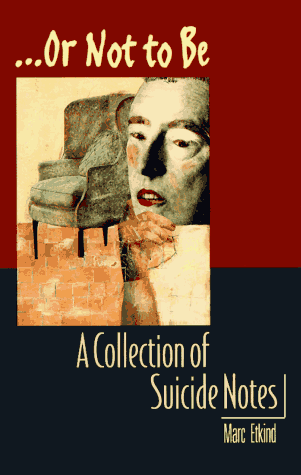 ...Or Not to Be
A Collection of
Suicide Notes
Marc Etkind